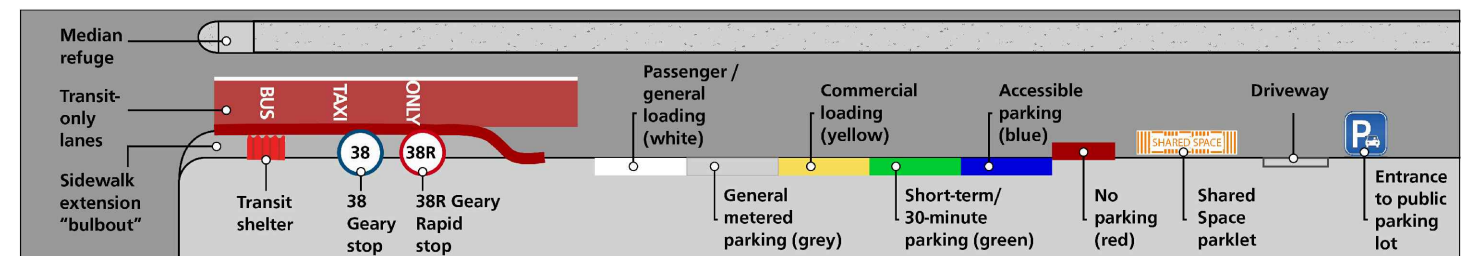 Median
refuge
Transit-
only
lanes
Sidewalk
extension
“bulbout”
BUS
TAXI
ONLY
38
38R
Transit
shelter
38
Geary
stop
38R Geary
Rapid
stop
Passenger /
general
loading
(white)
General
metered
parking (grey)
Commercial
loading
(yellow)
Short-term/
30-minute
parking (green)
Accessible
parking
(blue)
No
parking
(red)
SHARED SPACE
Shared
Space
parklet
Driveway
P
Entrance
to public
parking
lot